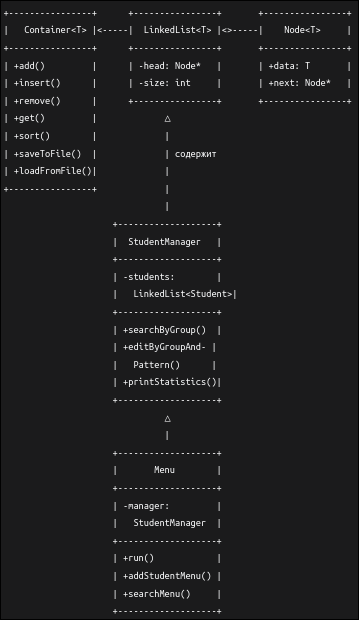 +----------------+      +----------------+       +----------------+
|   Container<T> |<-----|  LinkedList<T> |<>-----|    Node<T>     |
+----------------+      +----------------+       +----------------+
| +add()         |      | -head: Node*   |       | +data: T       |
| +insert()      |      | -size: int     |       | +next: Node*   |
| +remove()      |      +----------------+       +----------------+
| +get()         |             △
| +sort()        |             |
| +saveToFile()  |             | содержит
| +loadFromFile()|             |
+----------------+             |
                               |
                     +-------------------+
                     |  StudentManager   |
                     +-------------------+
                     | -students:        |
                     |   LinkedList<Student>|
                     +-------------------+
                     | +searchByGroup()  |
                     | +editByGroupAnd- |
                     |   Pattern()       |
                     | +printStatistics()|
                     +-------------------+
                               △
                               |
                     +-------------------+
                     |       Menu        |
                     +-------------------+
                     | -manager:         |
                     |   StudentManager  |
                     +-------------------+
                     | +run()            |
                     | +addStudentMenu() |
                     | +searchMenu()     |
                     +-------------------+